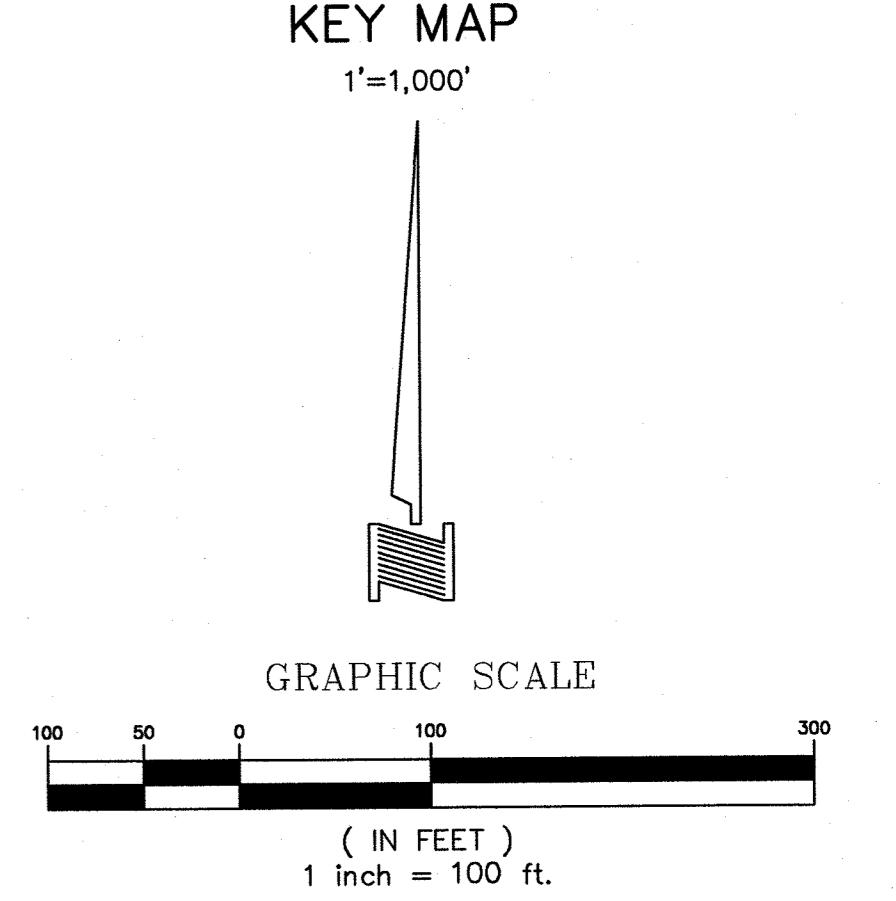 KEY MAP
1'=1,000'
N
GRAPHIC SCALE
100 50 0 100 300
( IN FEET )
1 inch = 100 ft.